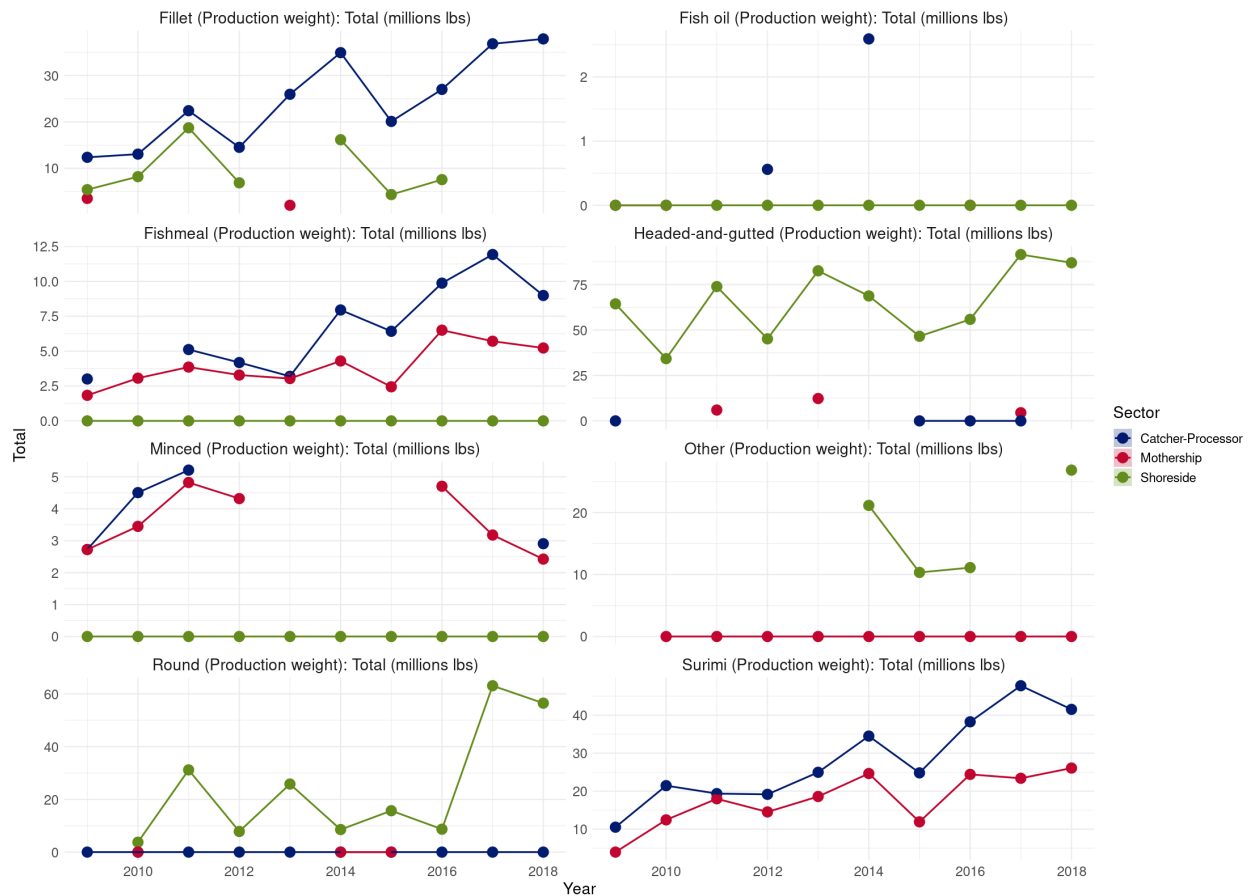 Fillet (Production weight): Total (millions lbs)
Fish oil (Production weight): Total (millions lbs)
30
20
10
2
1
0
Fishmeal (Production weight): Total (millions lbs)
Headed-and-gutted (Production weight): Total (millions lbs)
12.5
10.0
7.5
5.0
2.5
0.0
75
50
25
0
Total
Minced (Production weight): Total (millions lbs)
Other (Production weight): Total (millions lbs)
5
4
3
2
1
0
20
10
0
Round (Production weight): Total (millions lbs)
Surimi (Production weight): Total (millions lbs)
60
40
20
0
40
30
20
10
2010 2012 2014 2016 2018
2010 2012 2014 2016 2018
Year
Sector
Catcher-Processor
Mothership
Shoreside